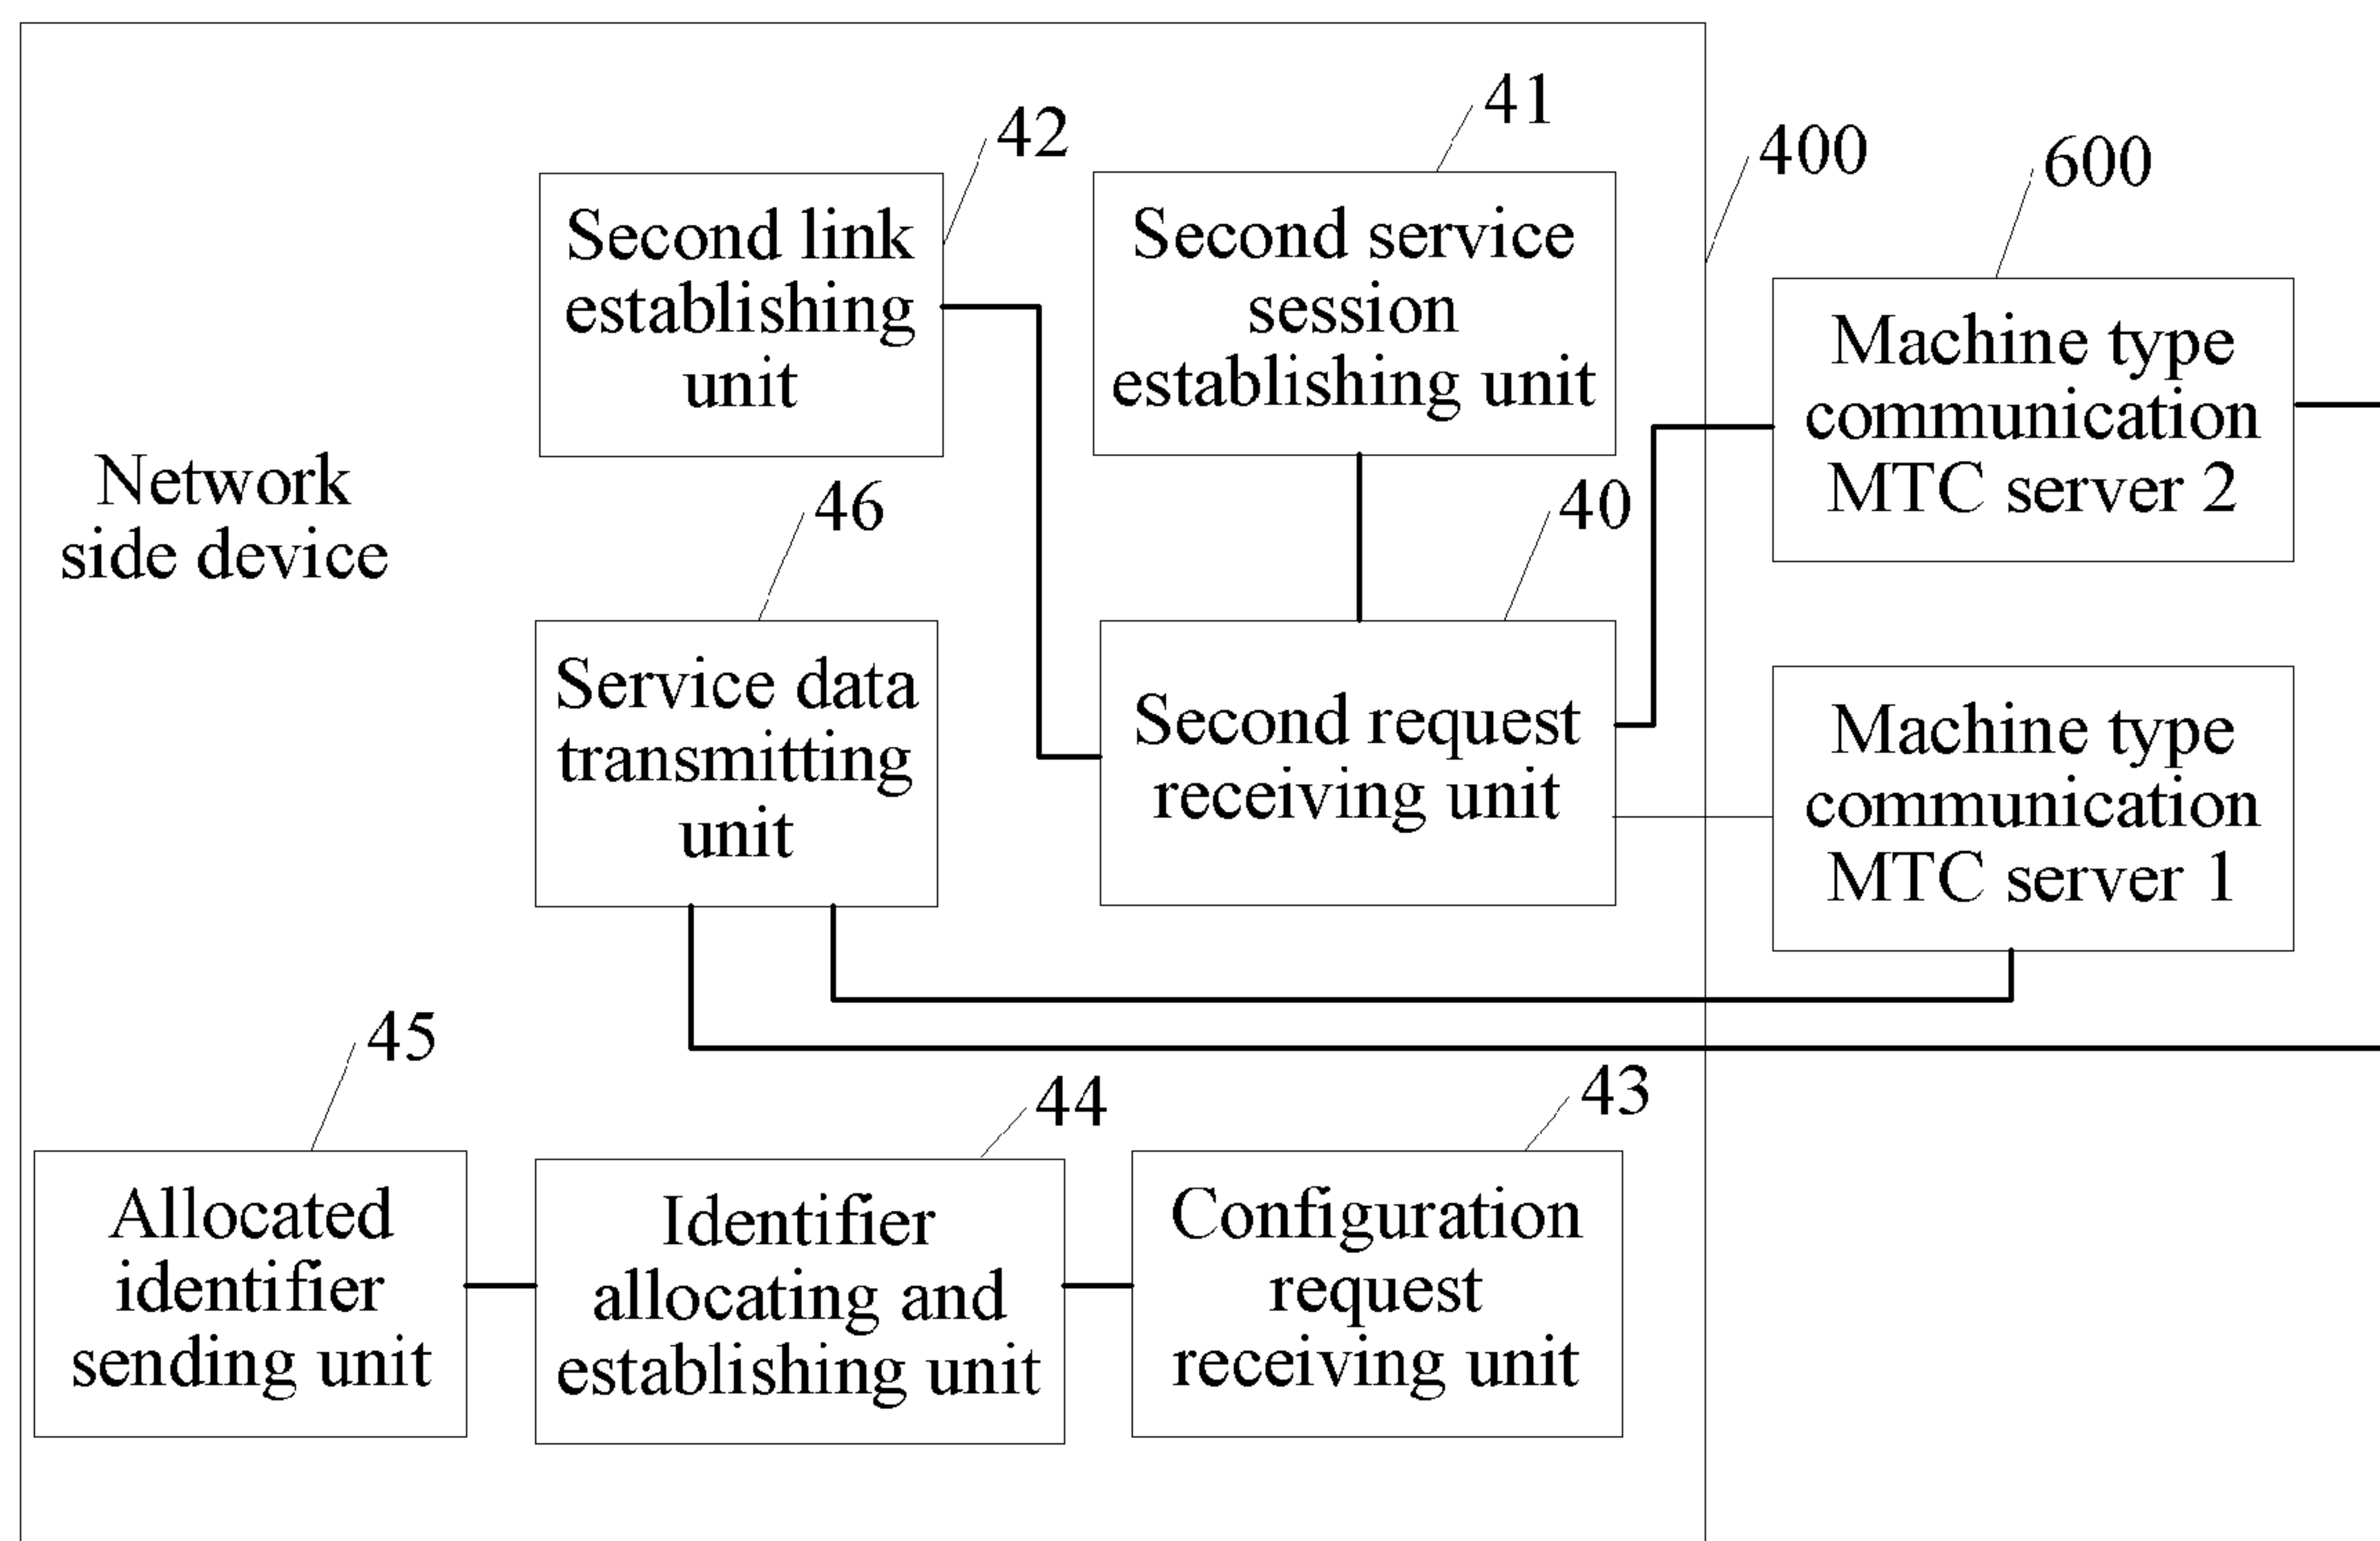 42
41
400
600
Second link
establishing
unit
Second service
session
establishing unit
Machine type
communication
MTC server 2
Network
side device
46
40
Service data
transmitting
unit
Second request
receiving unit
Machine type
communication
MTC server 1
45
44
43
Allocated
identifier
sending unit
Identifier
allocating and
establishing unit
Configuration
request
receiving unit